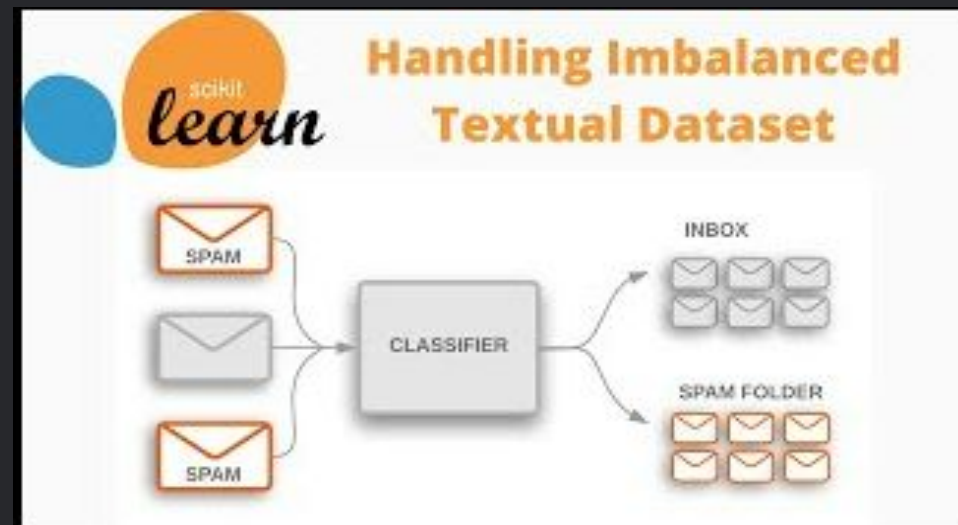 scikit
learn
Handling Imbalanced
Textual Dataset
SPAM
SPAM
CLASSIFIER
INBOX
SPAM FOLDER